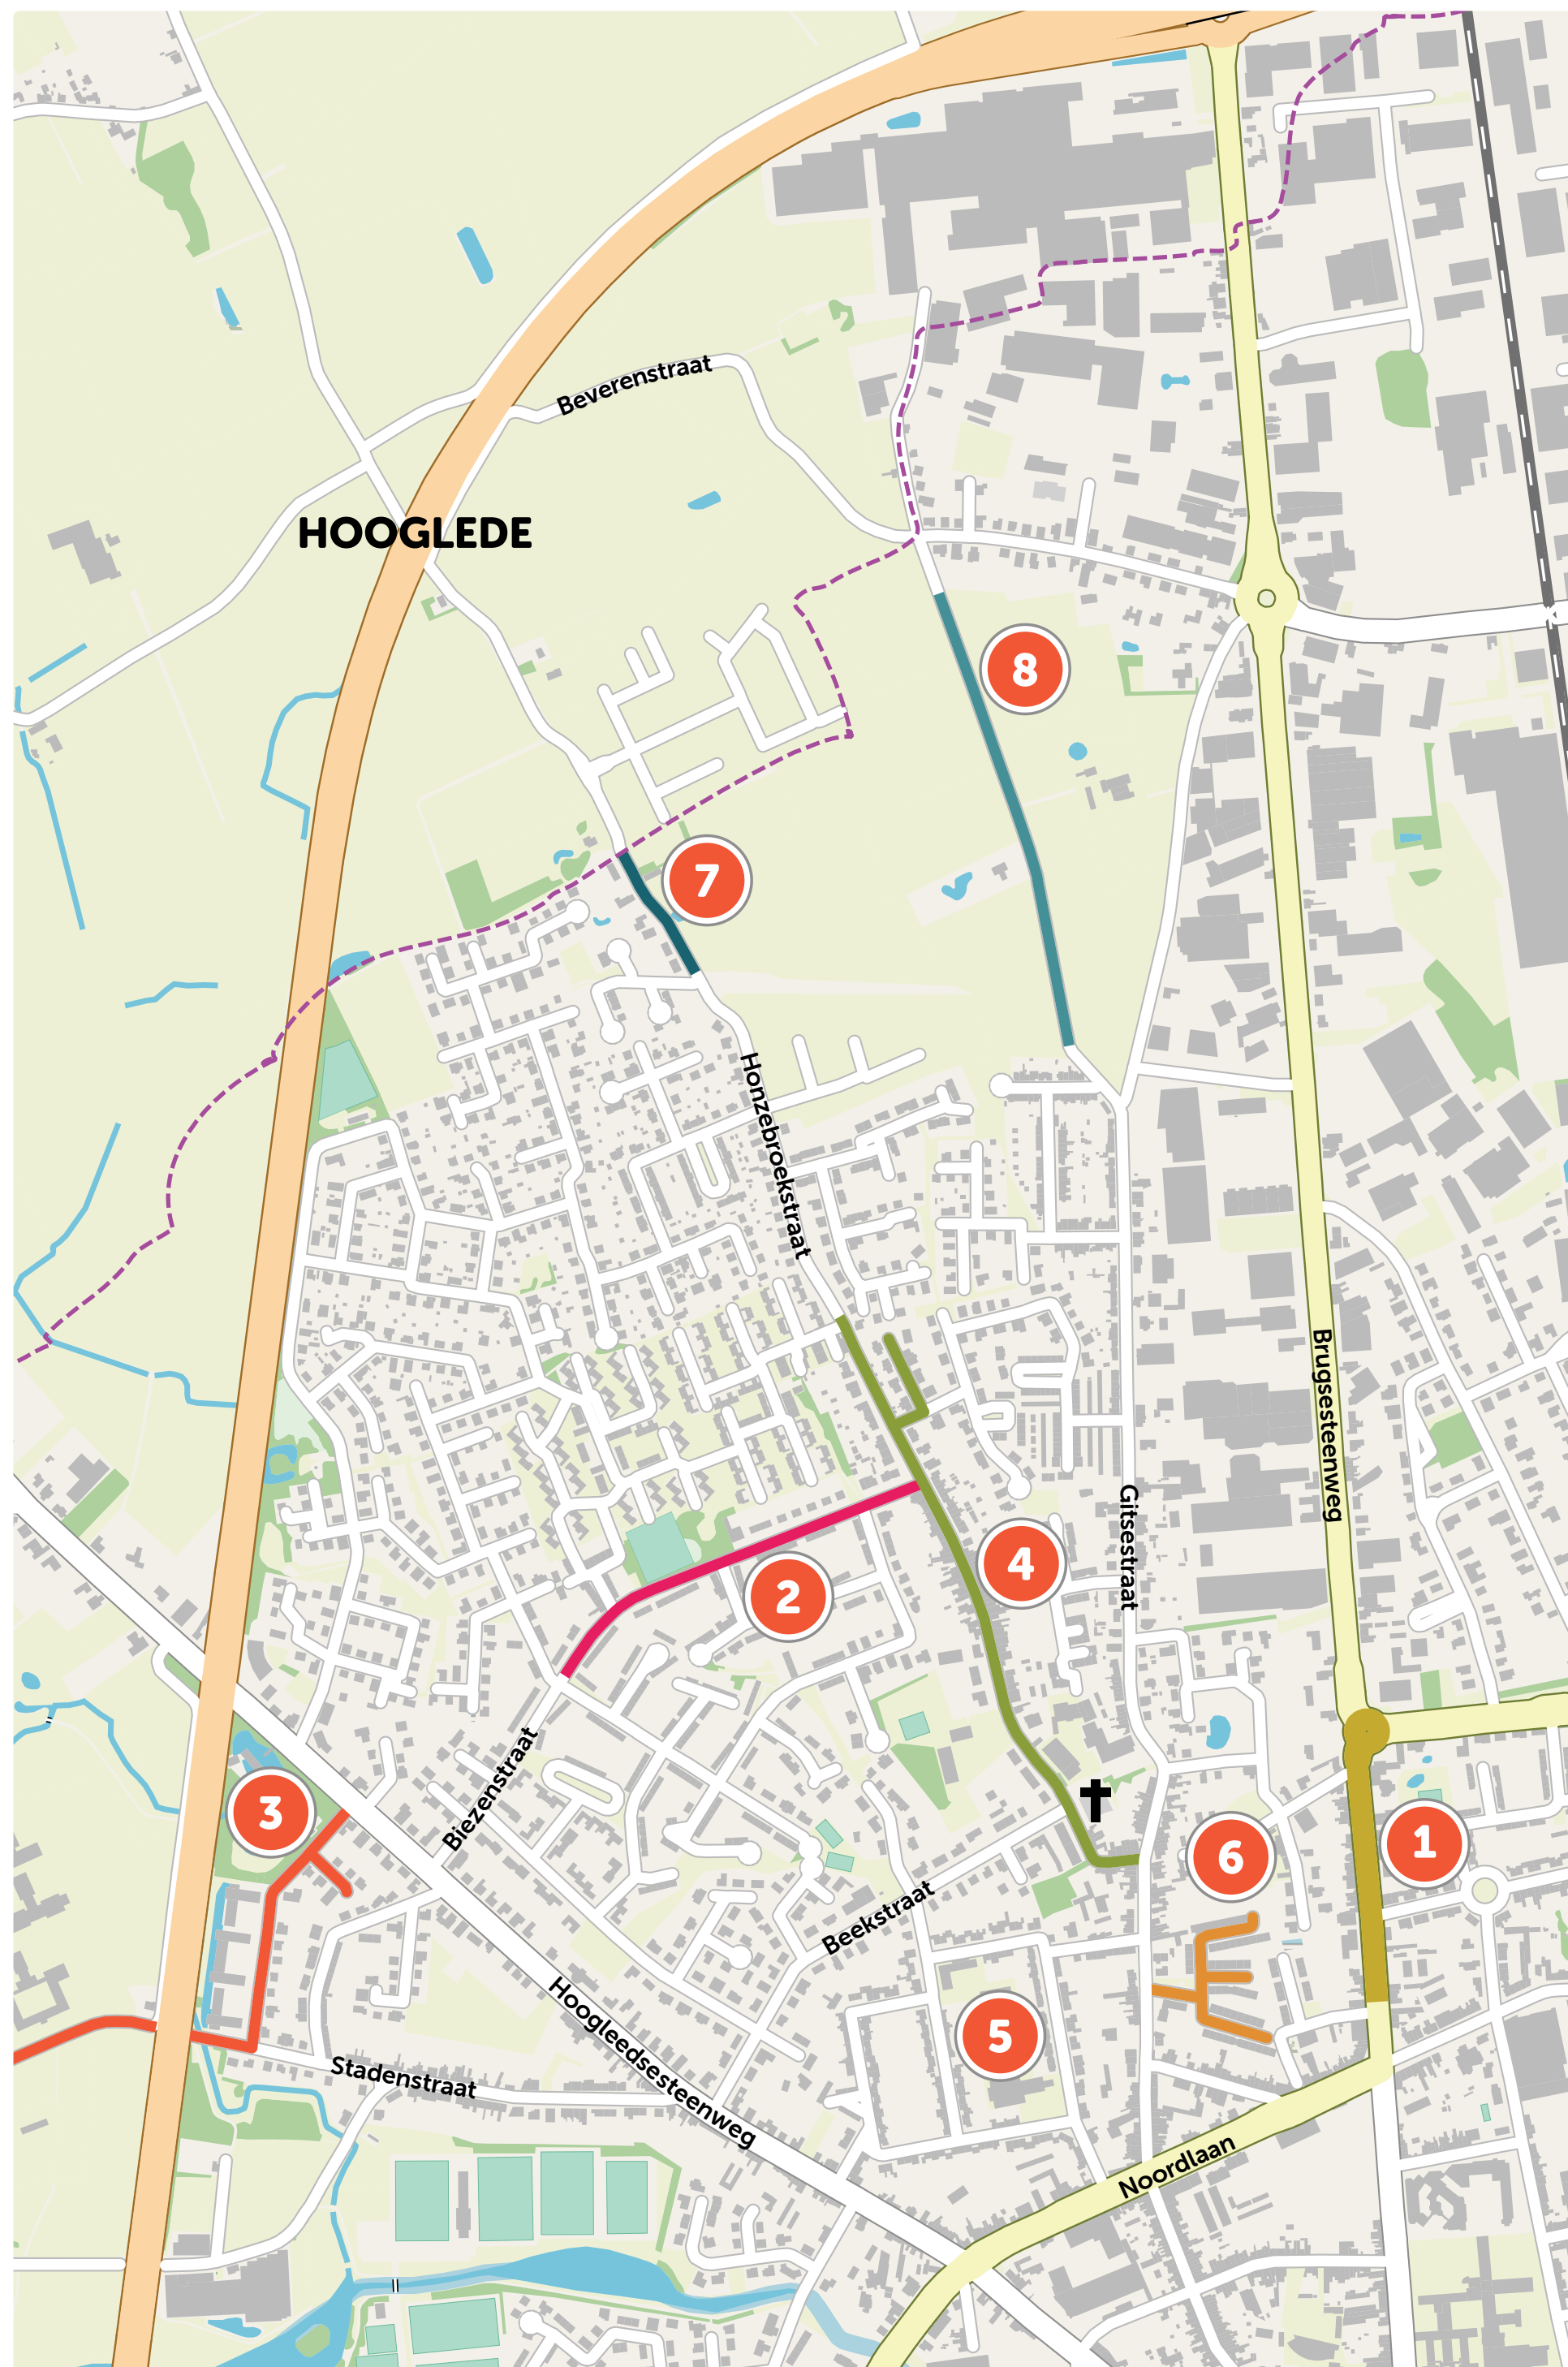 Beverenstraat
HOOGLEDE
8
7
Honzebroekstraat
Brugsesteenweg
Gitsestraat
4
2
Biezenstraat
3
6
1
Beekstraat
Hoogleedsesteenweg
5
Stadenstraat
Noordlaan